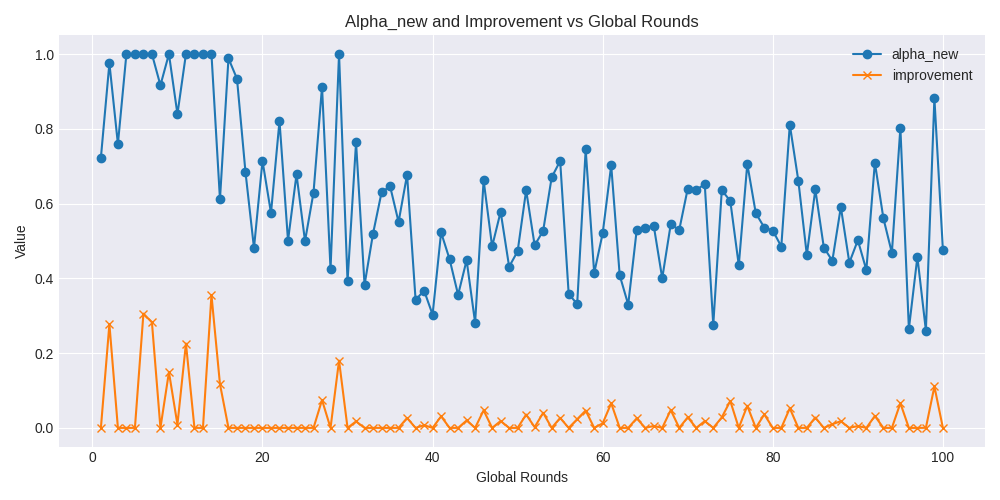 Alpha_new and Improvement vs Global Rounds
alpha_new
improvement
1.0
0.8
0.6
0.4
0.2
0.0
Value
0
20
40
60
80
100
Global Rounds